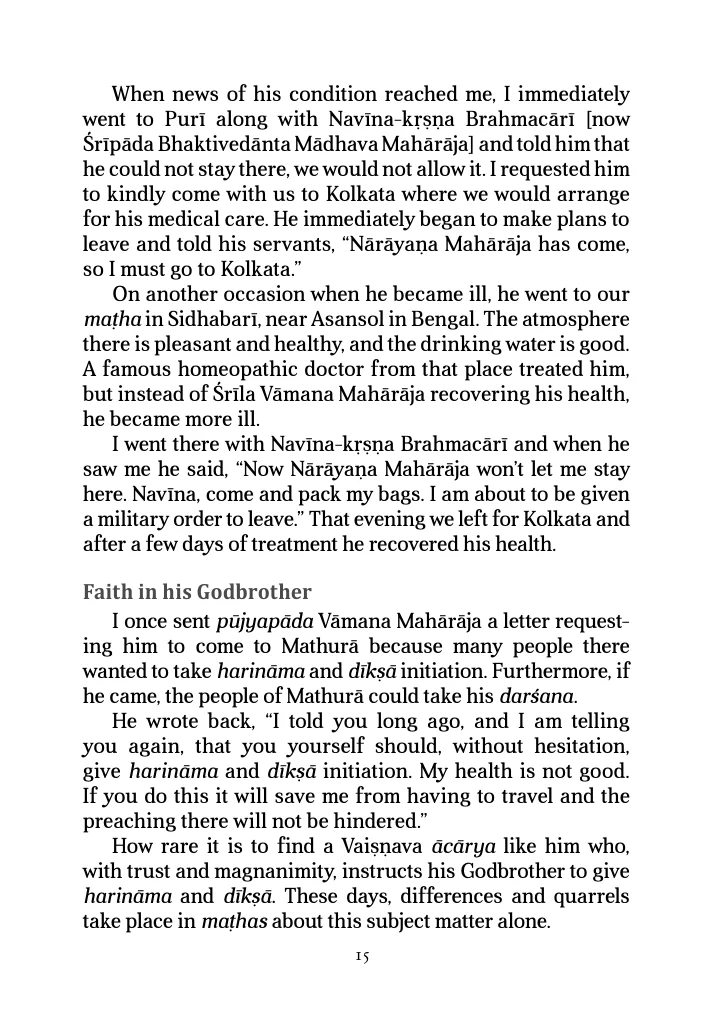 When news of his condition reached me, I immediately
went to Purī along with Navīna-kṛṣṇa Brahmacārī [now
Śrīpāda Bhaktivedānta Mādhava Mahārāja] and told him that
he could not stay there, we would not allow it. I requested him
to kindly come with us to Kolkata where we would arrange
for his medical care. He immediately began to make plans to
leave and told his servants, “Nārāyaṇa Mahārāja has come,
so I must go to Kolkata.”
On another occasion when he became ill, he went to our
maṭha in Sidhabarī, near Asansol in Bengal. The atmosphere
there is pleasant and healthy, and the drinking water is good.
A famous homeopathic doctor from that place treated him,
but instead of Śrīla Vāmana Mahārāja recovering his health,
he became more ill.
I went there with Navīna-kṛṣṇa Brahmacārī and when he
saw me he said, “Now Nārāyaṇa Mahārāja won’t let me stay
here. Navīna, come and pack my bags. I am about to be given
a military order to leave.” That evening we left for Kolkata and
after a few days of treatment he recovered his health.
Faith in his Godbrother
I once sent pūjyapāda Vāmana Mahārāja a letter request-
ing him to come to Mathurā because many people there
wanted to take harināma and dīkṣā initiation. Furthermore, if
he came, the people of Mathurā could take his darśana.
He wrote back, “I told you long ago, and I am telling
you again, that you yourself should, without hesitation,
give harināma and dīkṣā initiation. My health is not good.
If you do this it will save me from having to travel and the
preaching there will not be hindered.”
How rare it is to find a Vaiṣṇava ācārya like him who,
with trust and magnanimity, instructs his Godbrother to give
harināma and dīkṣā. These days, differences and quarrels
take place in maṭhas about this subject matter alone.
15